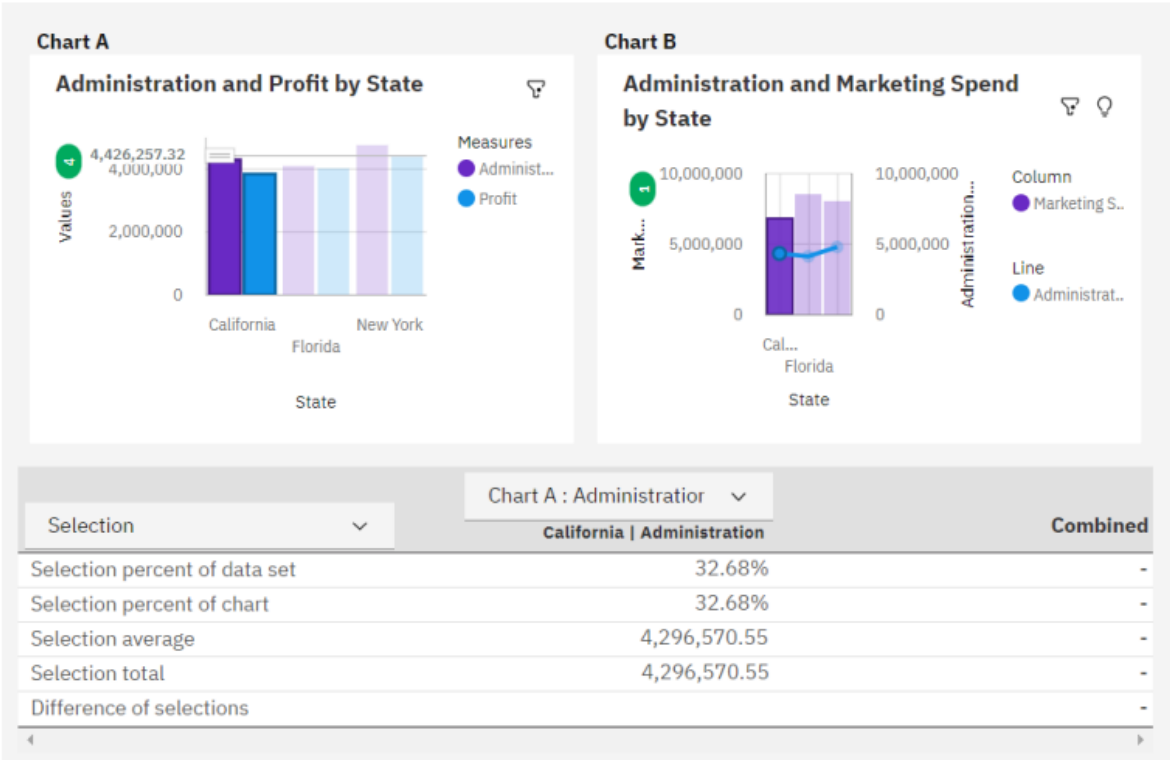 Chart A
Administration and Profit by State
4
4,426,257.32
4,000,000
2,000,000
0
Values
California
Florida
New York
State
Measures
Administ...
Profit
Chart B
Administration and Marketing Spend
by State
1
Mark...
10,000,000
5,000,000
0
10,000,000
5,000,000
0
Administration...
Cal...
Florida
State
Column
Marketing S..
Line
Administrat..
Selection
Chart A : Administration
California | Administration
Combined
Selection percent of data set 32.68% -
Selection percent of chart 32.68% -
Selection average 4,296,570.55 -
Selection total 4,296,570.55 -
Difference of selections -